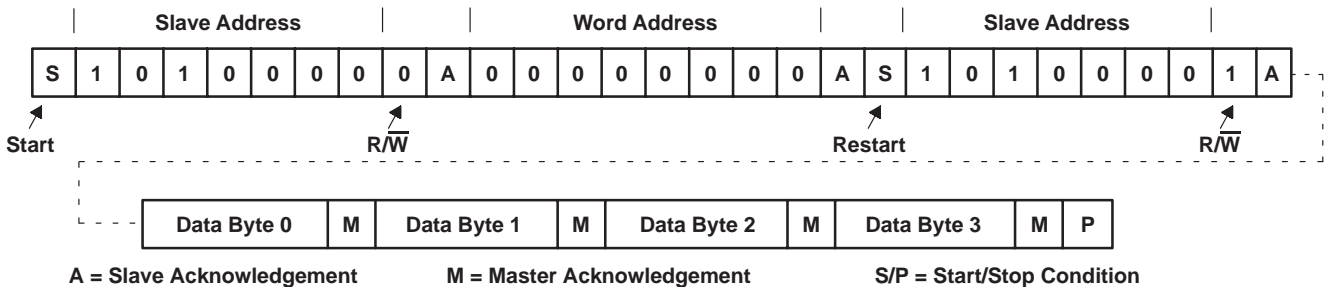 Slave Address Word Address Slave Address
S 1 0 1 0 0 0 0 0 A 0 0 0 0 0 0 0 0 A S 1 0 1 0 0 0 0 1 A
Start R/W̅ Restart R/W̅
Data Byte 0 M Data Byte 1 M Data Byte 2 M Data Byte 3 M P
A = Slave Acknowledgement M = Master Acknowledgement S/P = Start/Stop Condition